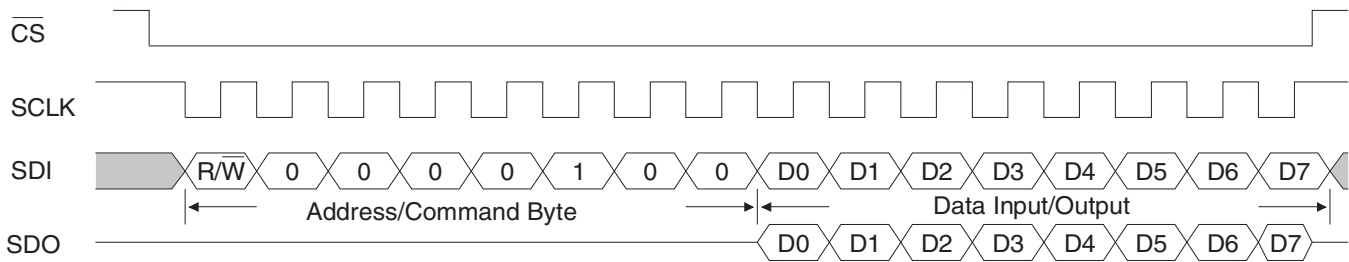 C̅S̅
SCLK
SDI R/W̅ 0 0 0 0 1 0 0 D0 D1 D2 D3 D4 D5 D6 D7
Address/Command Byte Data Input/Output
SDO D0 D1 D2 D3 D4 D5 D6 D7